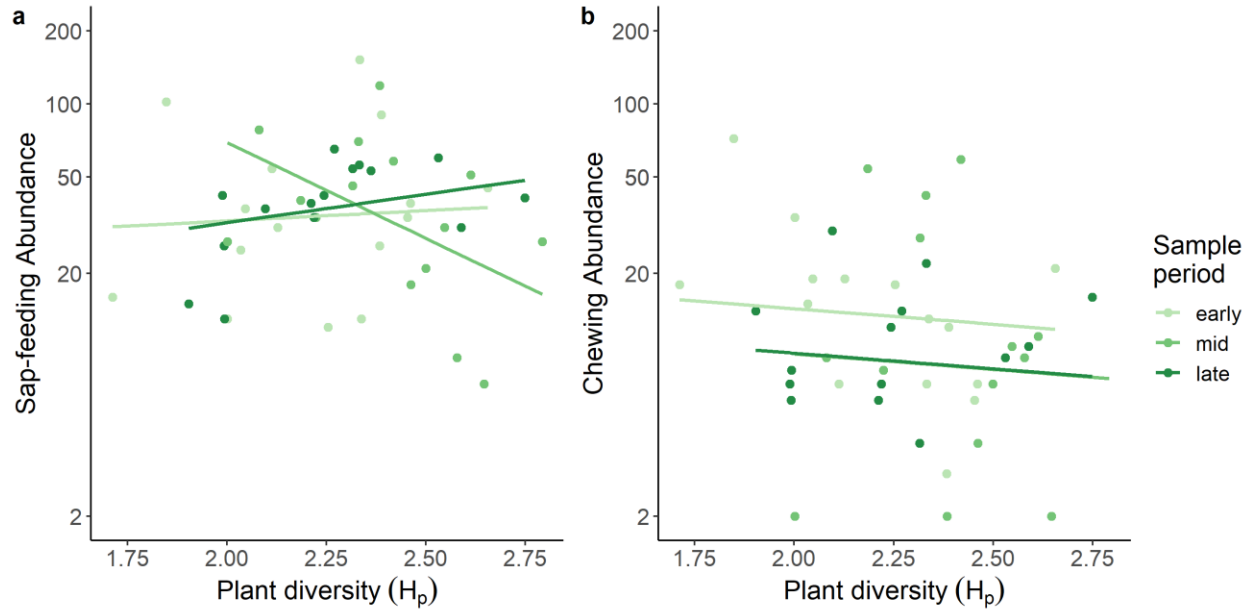 a
200
100
50
20
2
Sap-feeding Abundance
1.75 2.00 2.25 2.50 2.75
Plant diversity (Hp)
b
200
100
50
20
2
Chewing Abundance
1.75 2.00 2.25 2.50 2.75
Plant diversity (Hp)
Sample
period
early
mid
late